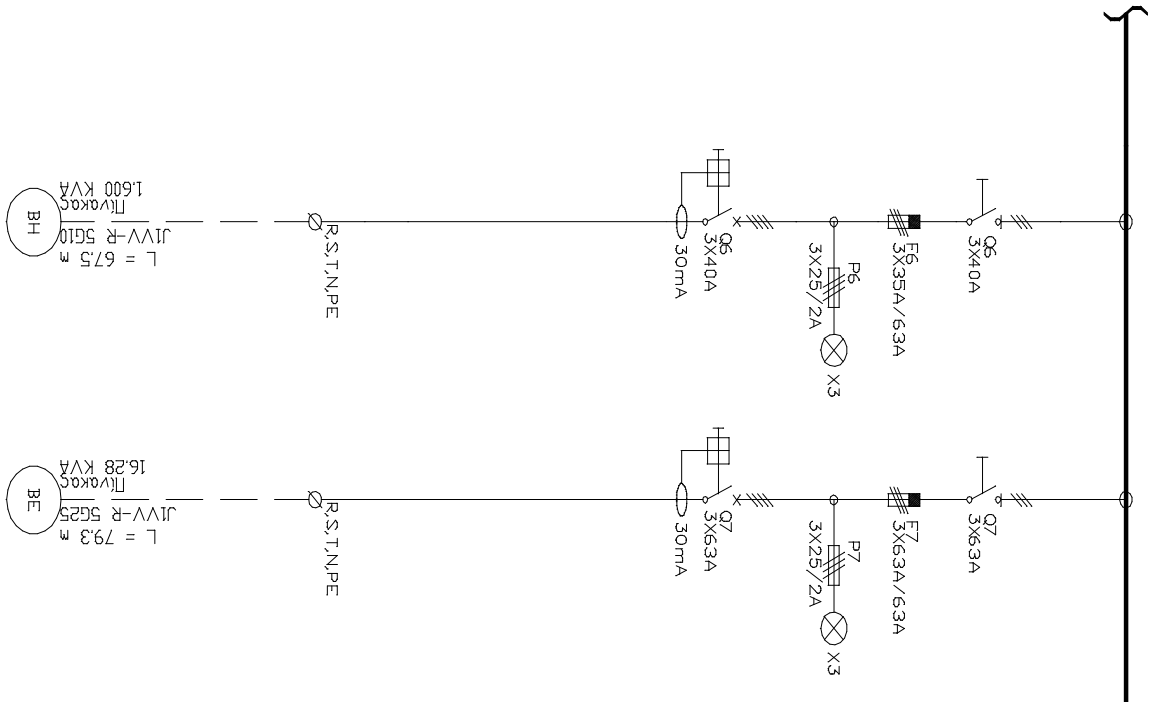 Q6
3X40A
F6
3X35A/63A
P6
3X25/2A
X3
Q6
3X40A
30mA
R,S,T,N,PE
L = 67.5 m
J1VV-R 5G10
Πίνακας
1.600 KVA
BH
Q7
3X63A
F7
3X63A/63A
P7
3X25/2A
X3
Q7
3X63A
30mA
R,S,T,N,PE
L = 79.3 m
J1VV-R 5G25
Πίνακας
16.28 KVA
BE